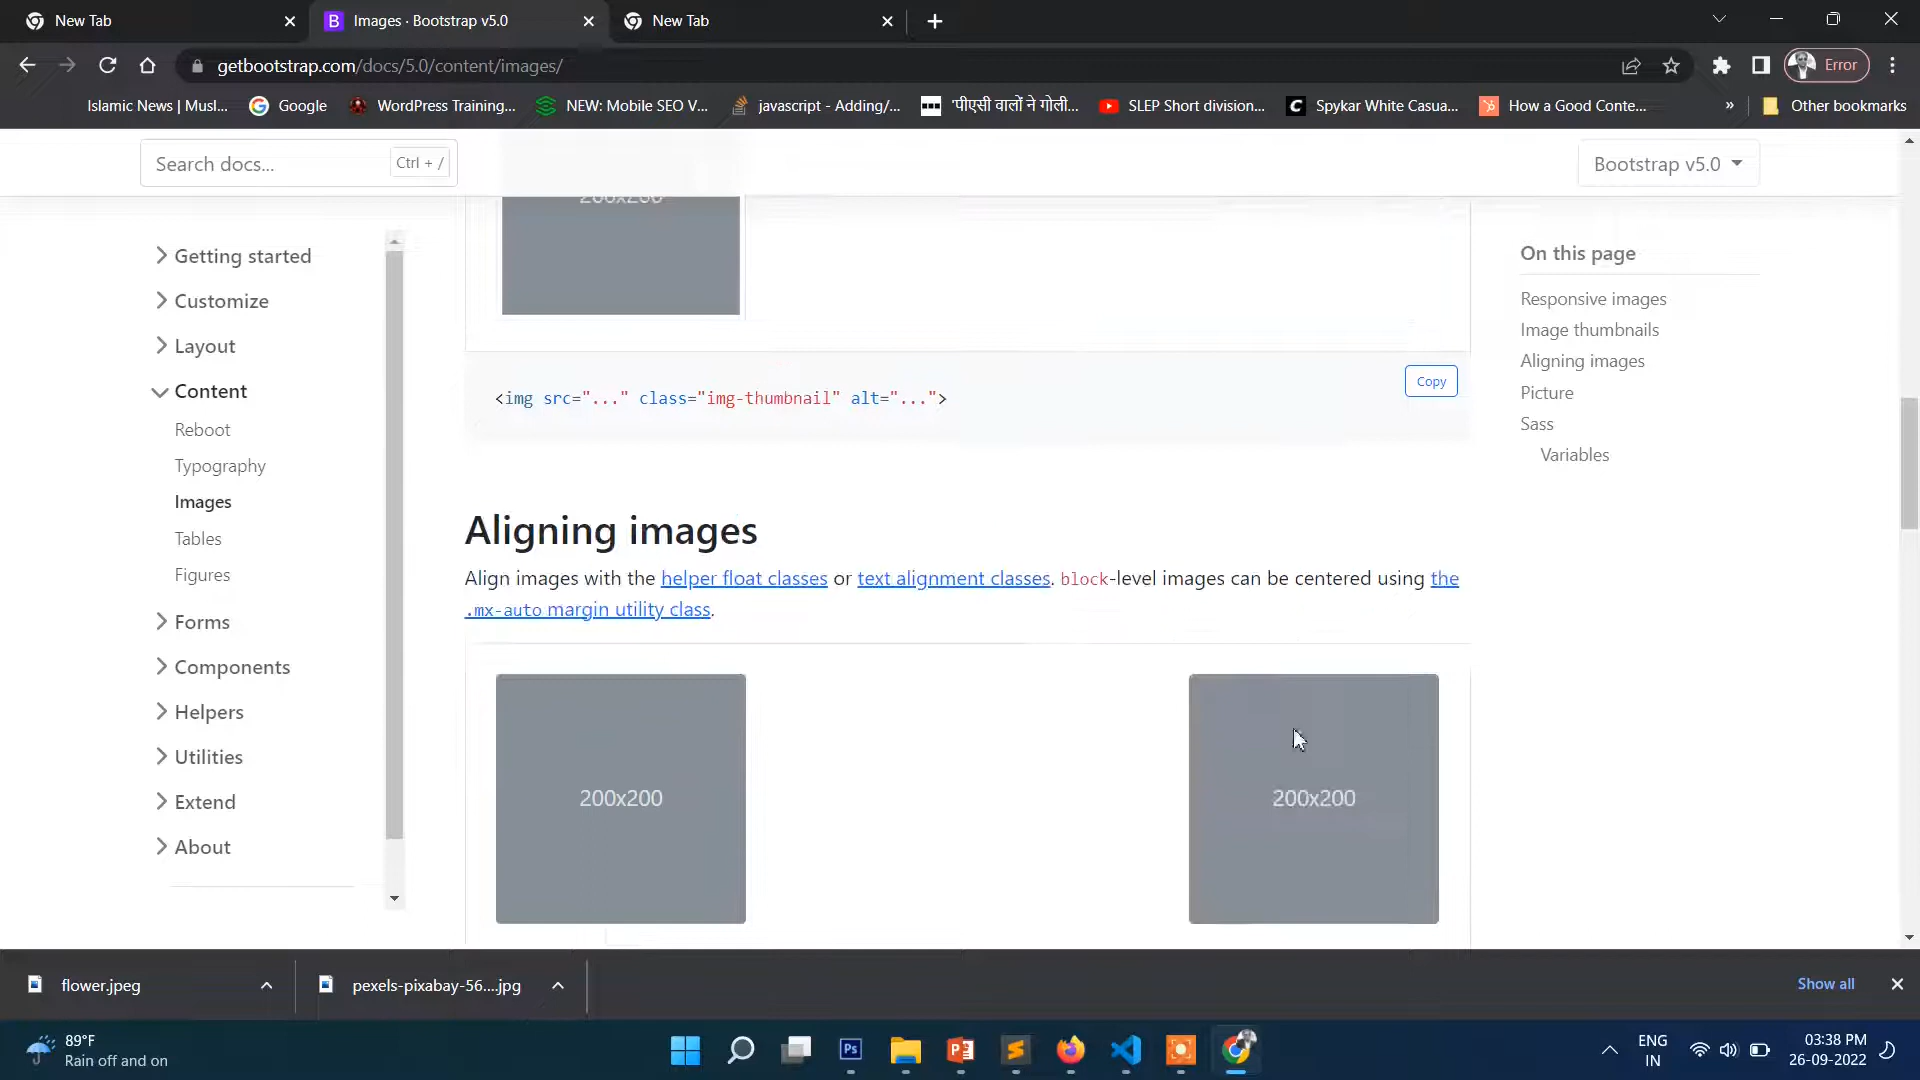 New Tab
Images · Bootstrap v5.0
New Tab
getbootstrap.com/docs/5.0/content/images/
Error
Islamic News | Musl...
Google
WordPress Training...
NEW: Mobile SEO V...
javascript - Adding/...
'पीएसी वालों ने गोली...
SLEP Short division...
Spykar White Casua...
How a Good Conte...
»
Other bookmarks
Search docs...
Ctrl + /
Bootstrap v5.0
200x200
Getting started
Customize
Layout
Content
Reboot
Typography
Images
Tables
Figures
Forms
Components
Helpers
Utilities
Extend
About
<img src="..." class="img-thumbnail" alt="...">
Copy
Aligning images
Align images with the helper float classes or text alignment classes. block-level images can be centered using the
.mx-auto margin utility class.
200x200
200x200
On this page
Responsive images
Image thumbnails
Aligning images
Picture
Sass
Variables
flower.jpeg
pexels-pixabay-56....jpg
Show all
89°F
Rain off and on
Ps
ENG
IN
03:38 PM
26-09-2022